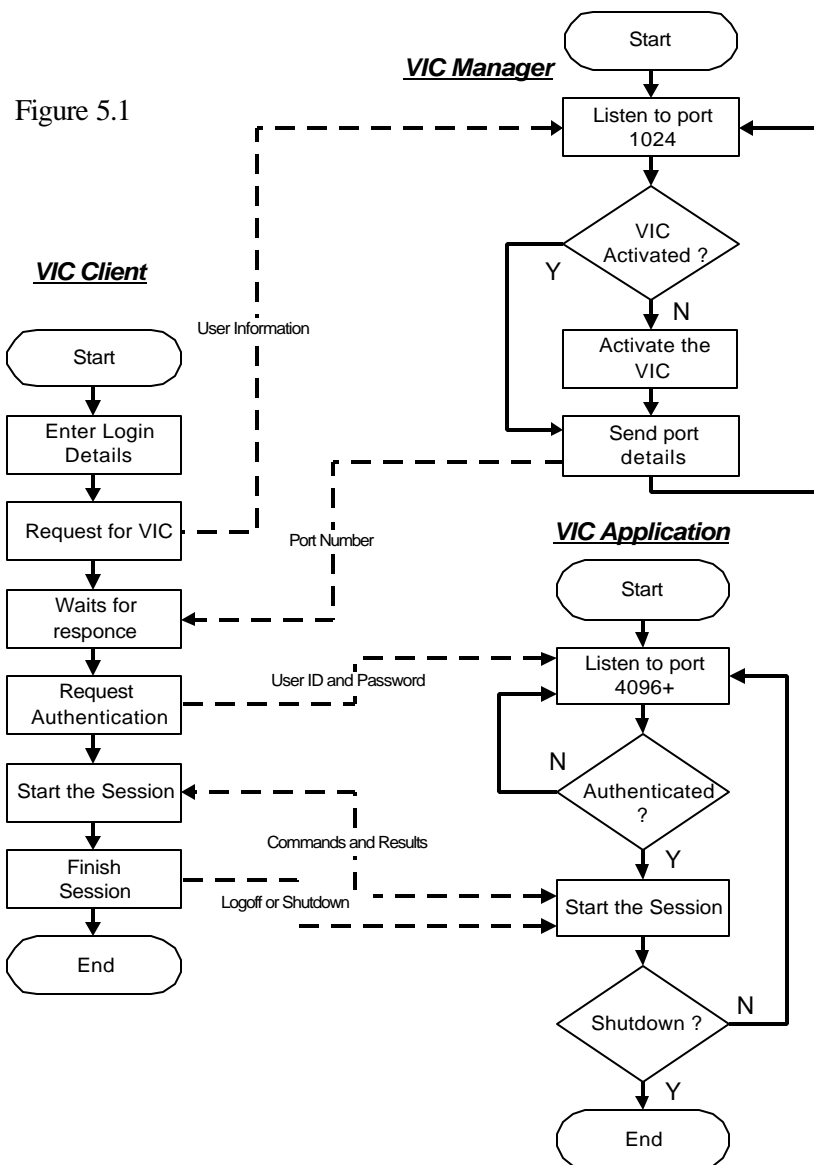 Figure 5.1
VIC Manager
Start
Listen to port
1024
VIC
Activated ?
Y
N
Activate the
VIC
Send port
details
VIC Client
Start
Enter Login
Details
Request for VIC
Waits for
responce
Request
Authentication
Start the Session
Finish
Session
End
User Information
Port Number
User ID and Password
Commands and Results
Logoff or Shutdown
VIC Application
Start
Listen to port
4096+
N
Authenticated
?
Y
Start the Session
Shutdown ?
N
Y
End